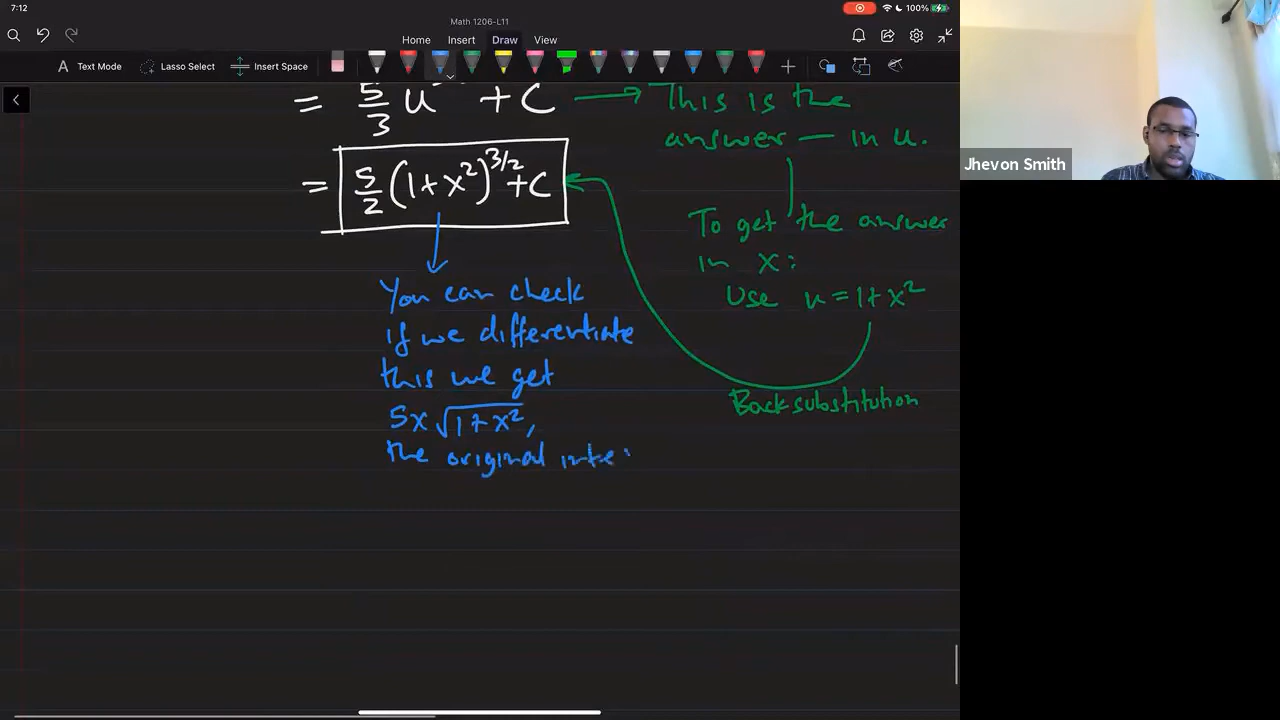 7:12
100%
Math 1206-L11
Home Insert Draw View
Text Mode Lasso Select Insert Space
= 5/3 u + C → This is the
answer — in u.
= 5/2 (1+x²)^3/2 + C
To get the answer
in x:
Use u = 1+x²
Back substitution
You can check
if we differentiate
this we get
5x √1+x²,
the original inte
Jhevon Smith